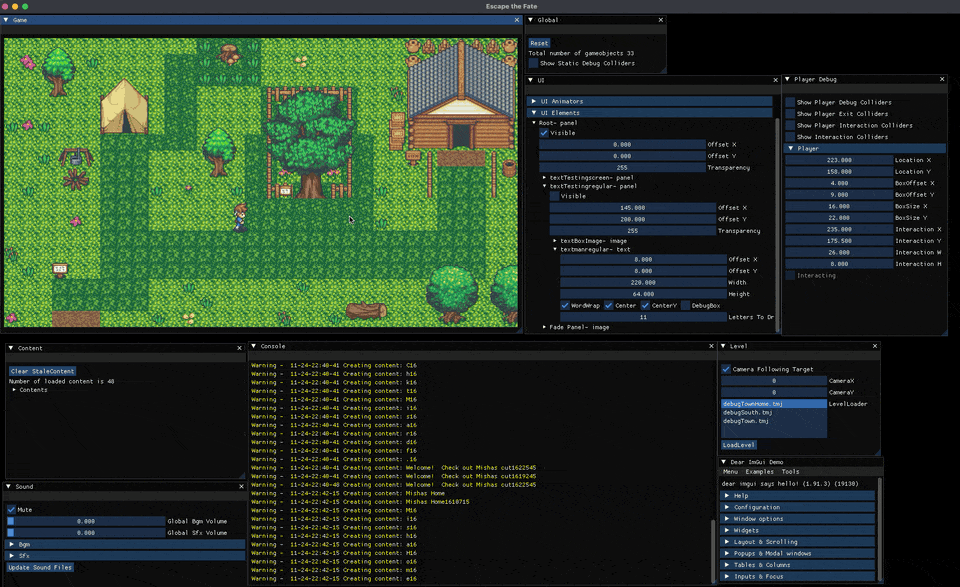 Escape the Fate
Game
Global
Reset
Total number of gameobjects 33
Show Static Debug Colliders
UI
UI Animators
UI Elements
Root- panel
Visible
0.000 Offset X
0.000 Offset Y
255 Transparency
textTestingscreen- panel
textTestingregular- panel
Visible
145.000 Offset X
208.000 Offset Y
255 Transparency
textBoxImage- image
textmanregular- text
8.000 Offset X
0.000 Offset Y
220.000 Width
64.000 Height
WordWrap Center CenterY DebugBox
11 Letters To Dr
Fade Panel- image
Player Debug
Show Player Debug Colliders
Show Player Exit Colliders
Show Player Interaction Colliders
Show Interaction Colliders
Player
223.000 Location X
158.000 Location Y
4.000 BoxOffset X
9.000 BoxOffset Y
16.000 BoxSize X
22.000 BoxSize Y
235.000 Interaction X
175.500 Interaction Y
26.000 Interaction W
8.000 Interaction H
Interacting
Content
Clear StaleContent
Number of loaded content is 40
Contents
Sound
Mute
0.000 Global Bgm Volume
0.000 Global Sfx Volume
Bgm
Sfx
Update Sound Files
Console
Warning - 11-24-22:40-41 Creating content: C16
Warning - 11-24-22:40-41 Creating content: h16
Warning - 11-24-22:40-41 Creating content: k16
Warning - 11-24-22:40-41 Creating content: t16
Warning - 11-24-22:40-41 Creating content: M16
Warning - 11-24-22:40-41 Creating content: i16
Warning - 11-24-22:40-41 Creating content: s16
Warning - 11-24-22:40-41 Creating content: a16
Warning - 11-24-22:40-41 Creating content: r16
Warning - 11-24-22:40-41 Creating content: d16
Warning - 11-24-22:40-41 Creating content: f16
Warning - 11-24-22:40-41 Creating content: .16
Warning - 11-24-22:40-41 Creating content: Welcome! Check out Mishas cut1622545
Warning - 11-24-22:40-41 Creating content: Welcome! Check out Mishas cut1619245
Warning - 11-24-22:40-48 Creating content: Welcome! Check out Mishas cut1622545
Warning - 11-24-22:42-15 Creating content: Mishas Home
Warning - 11-24-22:42-15 Creating content: Mishas Home1610715
Warning - 11-24-22:42-15 Creating content: M16
Warning - 11-24-22:42-15 Creating content: i16
Warning - 11-24-22:42-15 Creating content: s16
Warning - 11-24-22:42-15 Creating content: h16
Warning - 11-24-22:42-15 Creating content: a16
Warning - 11-24-22:42-15 Creating content: H16
Warning - 11-24-22:42-15 Creating content: o16
Warning - 11-24-22:42-15 Creating content: m16
Warning - 11-24-22:42-15 Creating content: e16
Level
Camera Following Target
0 CameraX
0 CameraY
debugTownHome.tmj LevelLoader
debugSouth.tmj
debugTown.tmj
LoadLevel
Dear ImGui Demo
Menu Examples Tools
dear imgui says hello! (1.91.3) (19130)
Help
Configuration
Window options
Widgets
Layout & Scrolling
Popups & Modal windows
Tables & Columns
Inputs & Focus